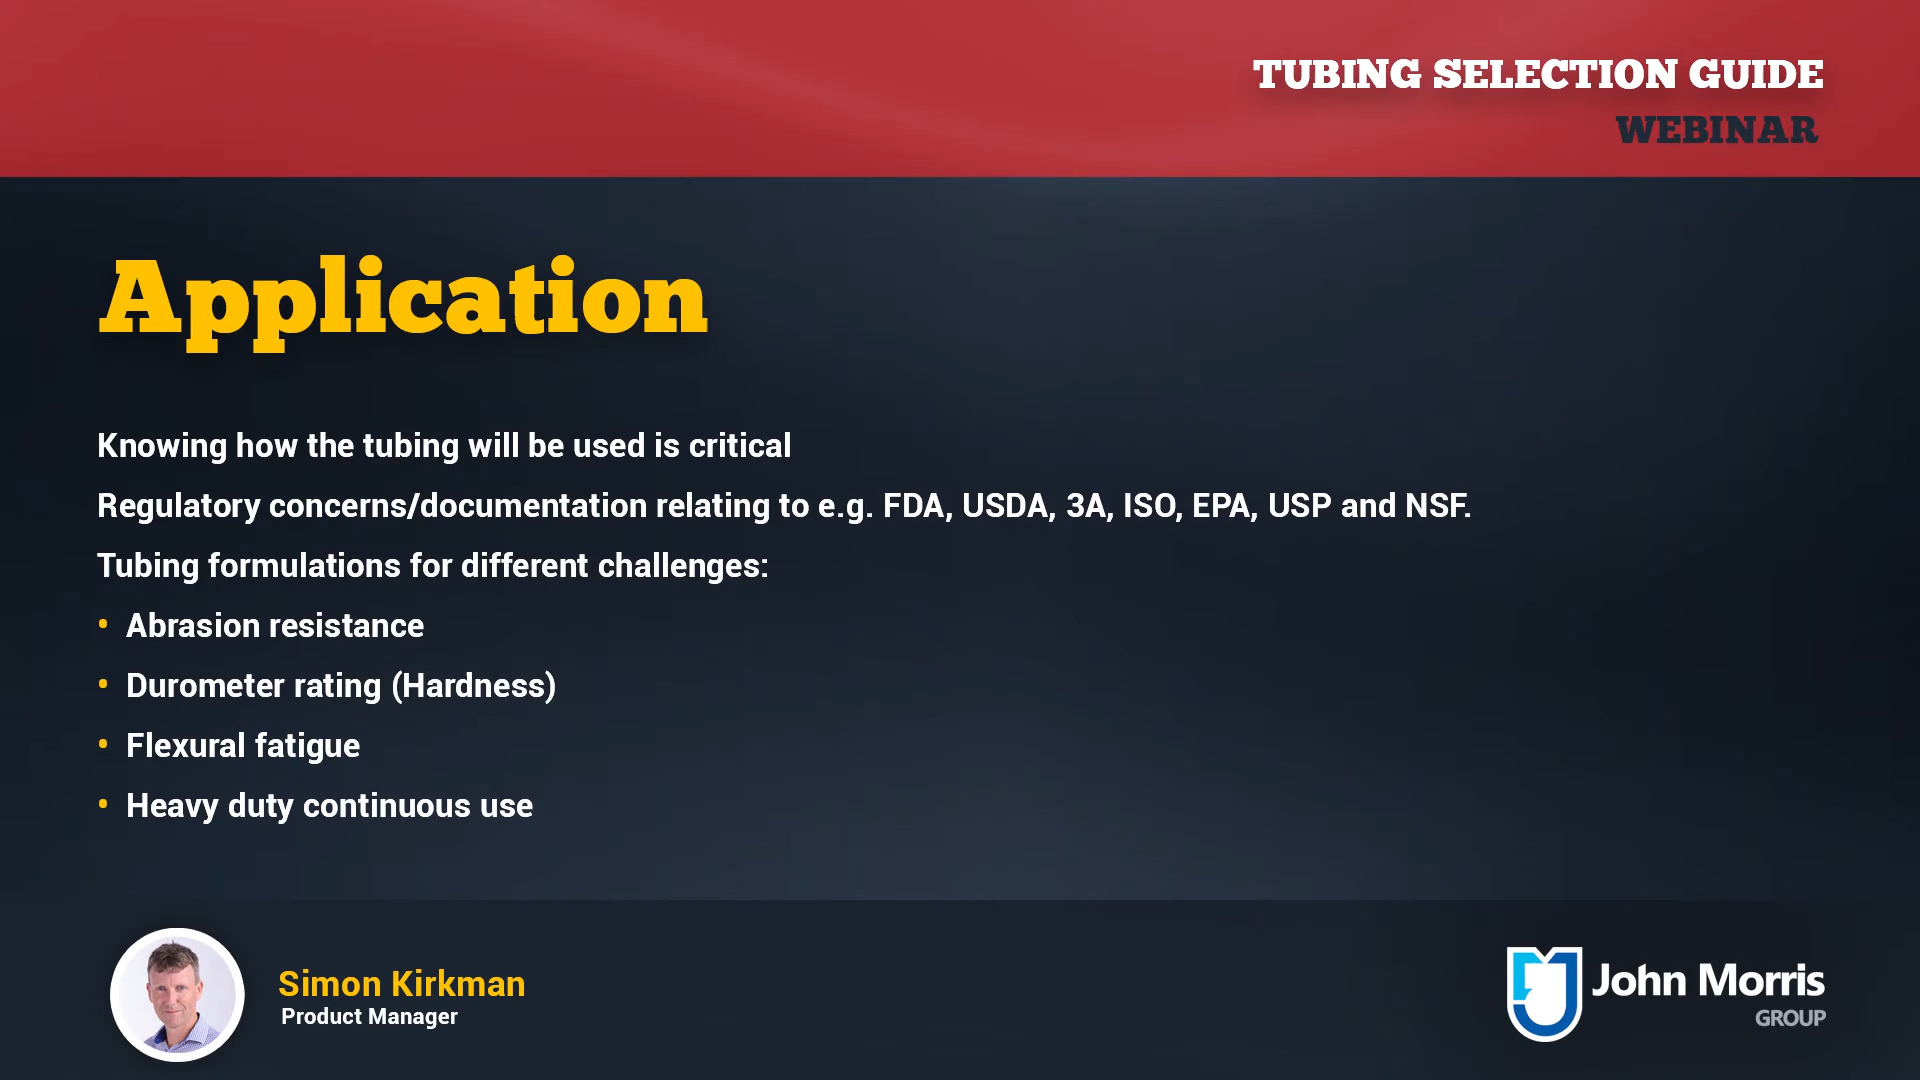 TUBING SELECTION GUIDE
WEBINAR
Application
Knowing how the tubing will be used is critical
Regulatory concerns/documentation relating to e.g. FDA, USDA, 3A, ISO, EPA, USP and NSF.
Tubing formulations for different challenges:
• Abrasion resistance
• Durometer rating (Hardness)
• Flexural fatigue
• Heavy duty continuous use
Simon Kirkman
Product Manager
John Morris
GROUP